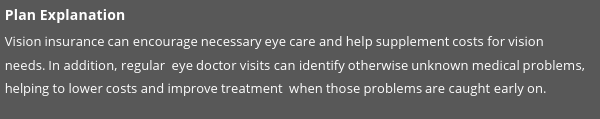 Plan Explanation
Vision insurance can encourage necessary eye care and help supplement costs for vision
needs. In addition, regular  eye doctor visits can identify otherwise unknown medical problems,
helping to lower costs and improve treatment  when those problems are caught early on.